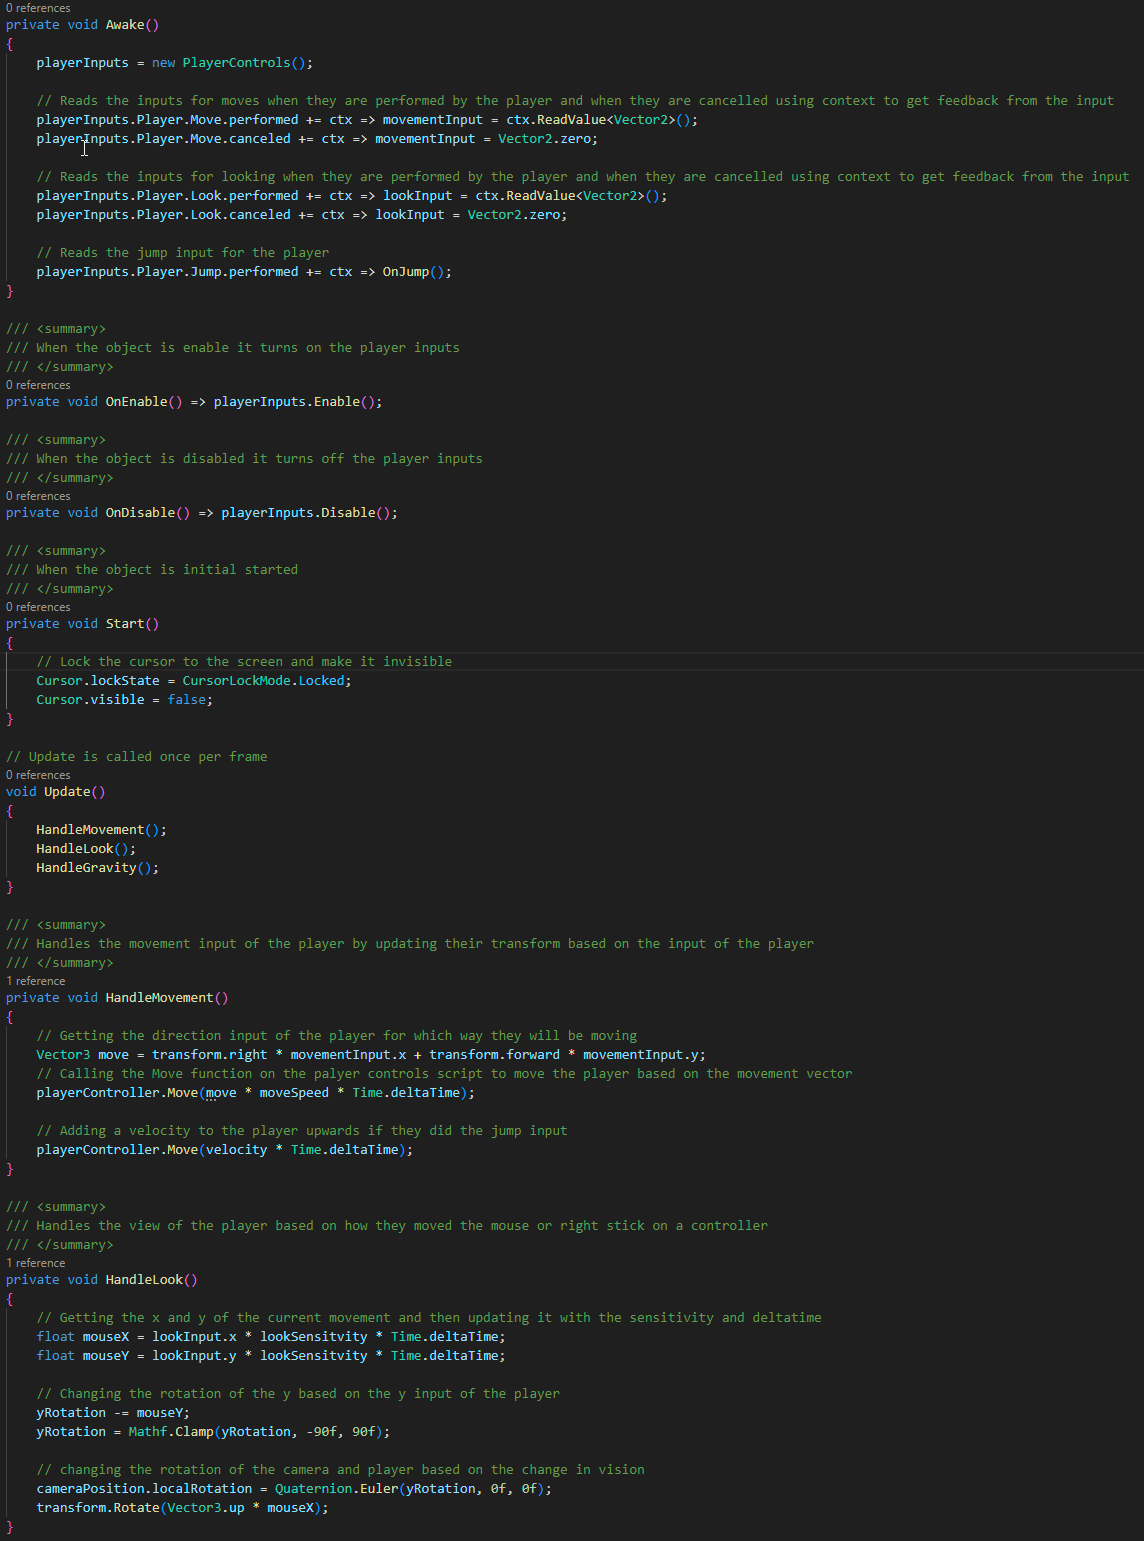 0 references
private void Awake()
{
    playerInputs = new PlayerControls();

    // Reads the inputs for moves when they are performed by the player and when they are cancelled using context to get feedback from the input
    playerInputs.Player.Move.performed += ctx => movementInput = ctx.ReadValue<Vector2>();
    playerInputs.Player.Move.canceled += ctx => movementInput = Vector2.zero;

    // Reads the inputs for looking when they are performed by the player and when they are cancelled using context to get feedback from the input
    playerInputs.Player.Look.performed += ctx => lookInput = ctx.ReadValue<Vector2>();
    playerInputs.Player.Look.canceled += ctx => lookInput = Vector2.zero;

    // Reads the jump input for the player
    playerInputs.Player.Jump.performed += ctx => OnJump();
}

/// <summary>
/// When the object is enable it turns on the player inputs
/// </summary>
0 references
private void OnEnable() => playerInputs.Enable();

/// <summary>
/// When the object is disabled it turns off the player inputs
/// </summary>
0 references
private void OnDisable() => playerInputs.Disable();

/// <summary>
/// When the object is initial started
/// </summary>
0 references
private void Start()
{
    // Lock the cursor to the screen and make it invisible
    Cursor.lockState = CursorLockMode.Locked;
    Cursor.visible = false;
}

// Update is called once per frame
0 references
void Update()
{
    HandleMovement();
    HandleLook();
    HandleGravity();
}

/// <summary>
/// Handles the movement input of the player by updating their transform based on the input of the player
/// </summary>
1 reference
private void HandleMovement()
{
    // Getting the direction input of the player for which way they will be moving
    Vector3 move = transform.right * movementInput.x + transform.forward * movementInput.y;
    // Calling the Move function on the palyer controls script to move the player based on the movement vector
    playerController.Move(move * moveSpeed * Time.deltaTime);

    // Adding a velocity to the player upwards if they did the jump input
    playerController.Move(velocity * Time.deltaTime);
}

/// <summary>
/// Handles the view of the player based on how they moved the mouse or right stick on a controller
/// </summary>
1 reference
private void HandleLook()
{
    // Getting the x and y of the current movement and then updating it with the sensitivity and deltatime
    float mouseX = lookInput.x * lookSensitvity * Time.deltaTime;
    float mouseY = lookInput.y * lookSensitvity * Time.deltaTime;

    // Changing the rotation of the y based on the y input of the player
    yRotation -= mouseY;
    yRotation = Mathf.Clamp(yRotation, -90f, 90f);

    // changing the rotation of the camera and player based on the change in vision
    cameraPosition.localRotation = Quaternion.Euler(yRotation, 0f, 0f);
    transform.Rotate(Vector3.up * mouseX);
}